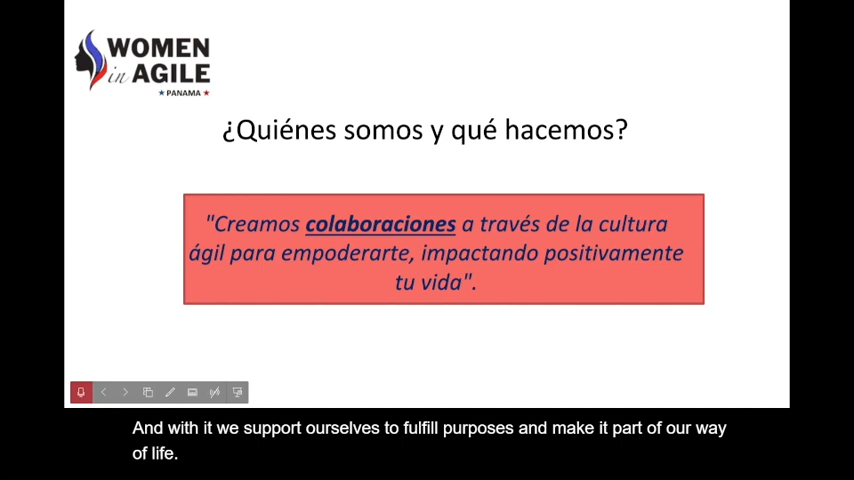 WOMEN
in AGILE
PANAMA
¿Quiénes somos y qué hacemos?
"Creamos colaboraciones a través de la cultura
ágil para empoderarte, impactando positivamente
tu vida".
And with it we support ourselves to fulfill purposes and make it part of our way
of life.